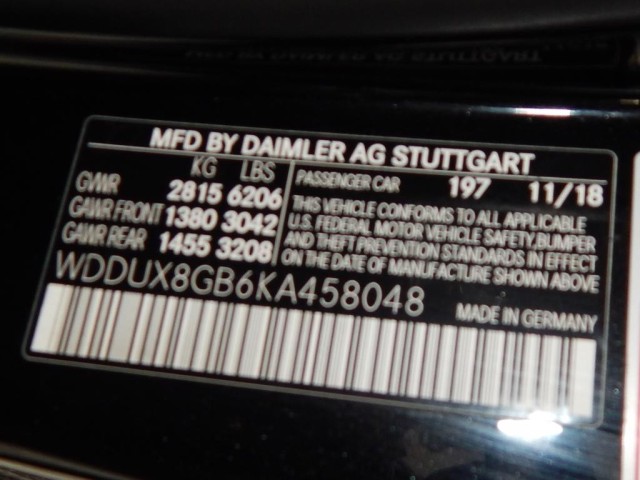 MFD BY DAIMLER AG STUTTGART
KG LBS
GVWR 2815 6206
GAWR FRONT 1380 3042
GAWR REAR 1455 3208
PASSENGER CAR 197 11/18
THIS VEHICLE CONFORMS TO ALL APPLICABLE
U.S. FEDERAL MOTOR VEHICLE SAFETY, BUMPER
AND THEFT PREVENTION STANDARDS IN EFFECT
ON THE DATE OF MANUFACTURE SHOWN ABOVE
WDDUX8GB6KA458048
MADE IN GERMANY